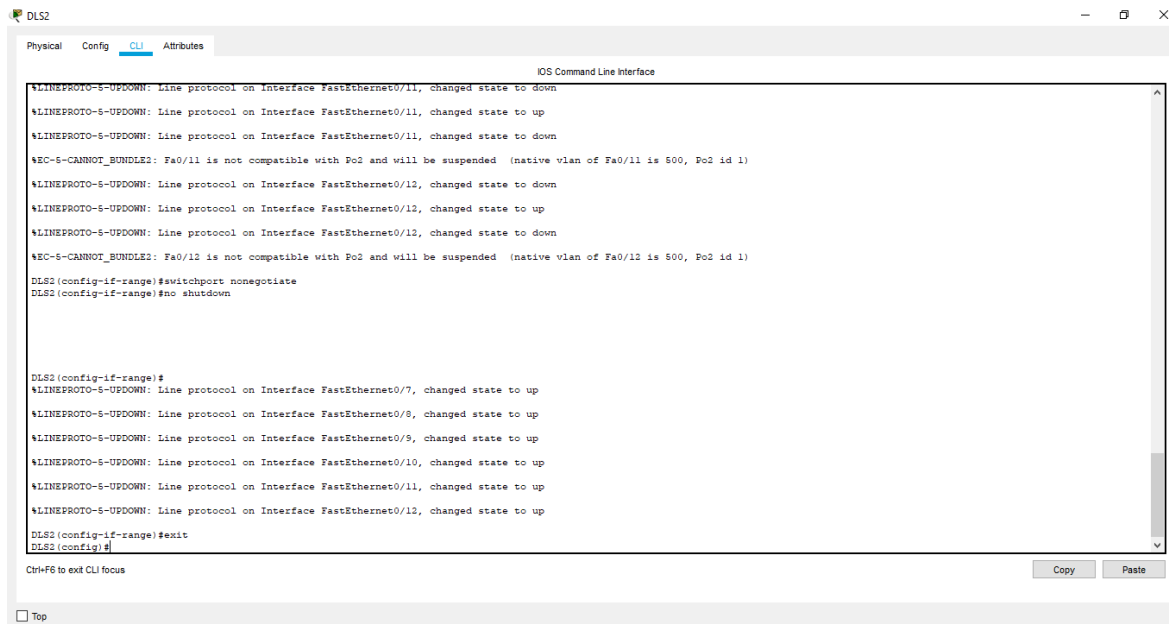 DLS2
Physical Config CLI Attributes
IOS Command Line Interface
%LINEPROTO-5-UPDOWN: Line protocol on Interface FastEthernet0/11, changed state to down
%LINEPROTO-5-UPDOWN: Line protocol on Interface FastEthernet0/11, changed state to up
%LINEPROTO-5-UPDOWN: Line protocol on Interface FastEthernet0/11, changed state to down
%EC-5-CANNOT_BUNDLE2: Fa0/11 is not compatible with Po2 and will be suspended (native vlan of Fa0/11 is 500, Po2 id 1)
%LINEPROTO-5-UPDOWN: Line protocol on Interface FastEthernet0/12, changed state to down
%LINEPROTO-5-UPDOWN: Line protocol on Interface FastEthernet0/12, changed state to up
%LINEPROTO-5-UPDOWN: Line protocol on Interface FastEthernet0/12, changed state to down
%EC-5-CANNOT_BUNDLE2: Fa0/12 is not compatible with Po2 and will be suspended (native vlan of Fa0/12 is 500, Po2 id 1)
DLS2(config-if-range)#switchport nonegotiate
DLS2(config-if-range)#no shutdown
DLS2(config-if-range)#
%LINEPROTO-5-UPDOWN: Line protocol on Interface FastEthernet0/7, changed state to up
%LINEPROTO-5-UPDOWN: Line protocol on Interface FastEthernet0/8, changed state to up
%LINEPROTO-5-UPDOWN: Line protocol on Interface FastEthernet0/9, changed state to up
%LINEPROTO-5-UPDOWN: Line protocol on Interface FastEthernet0/10, changed state to up
%LINEPROTO-5-UPDOWN: Line protocol on Interface FastEthernet0/11, changed state to up
%LINEPROTO-5-UPDOWN: Line protocol on Interface FastEthernet0/12, changed state to up
DLS2(config-if-range)#exit
DLS2(config)#
Ctrl+F6 to exit CLI focus
Copy Paste
Top